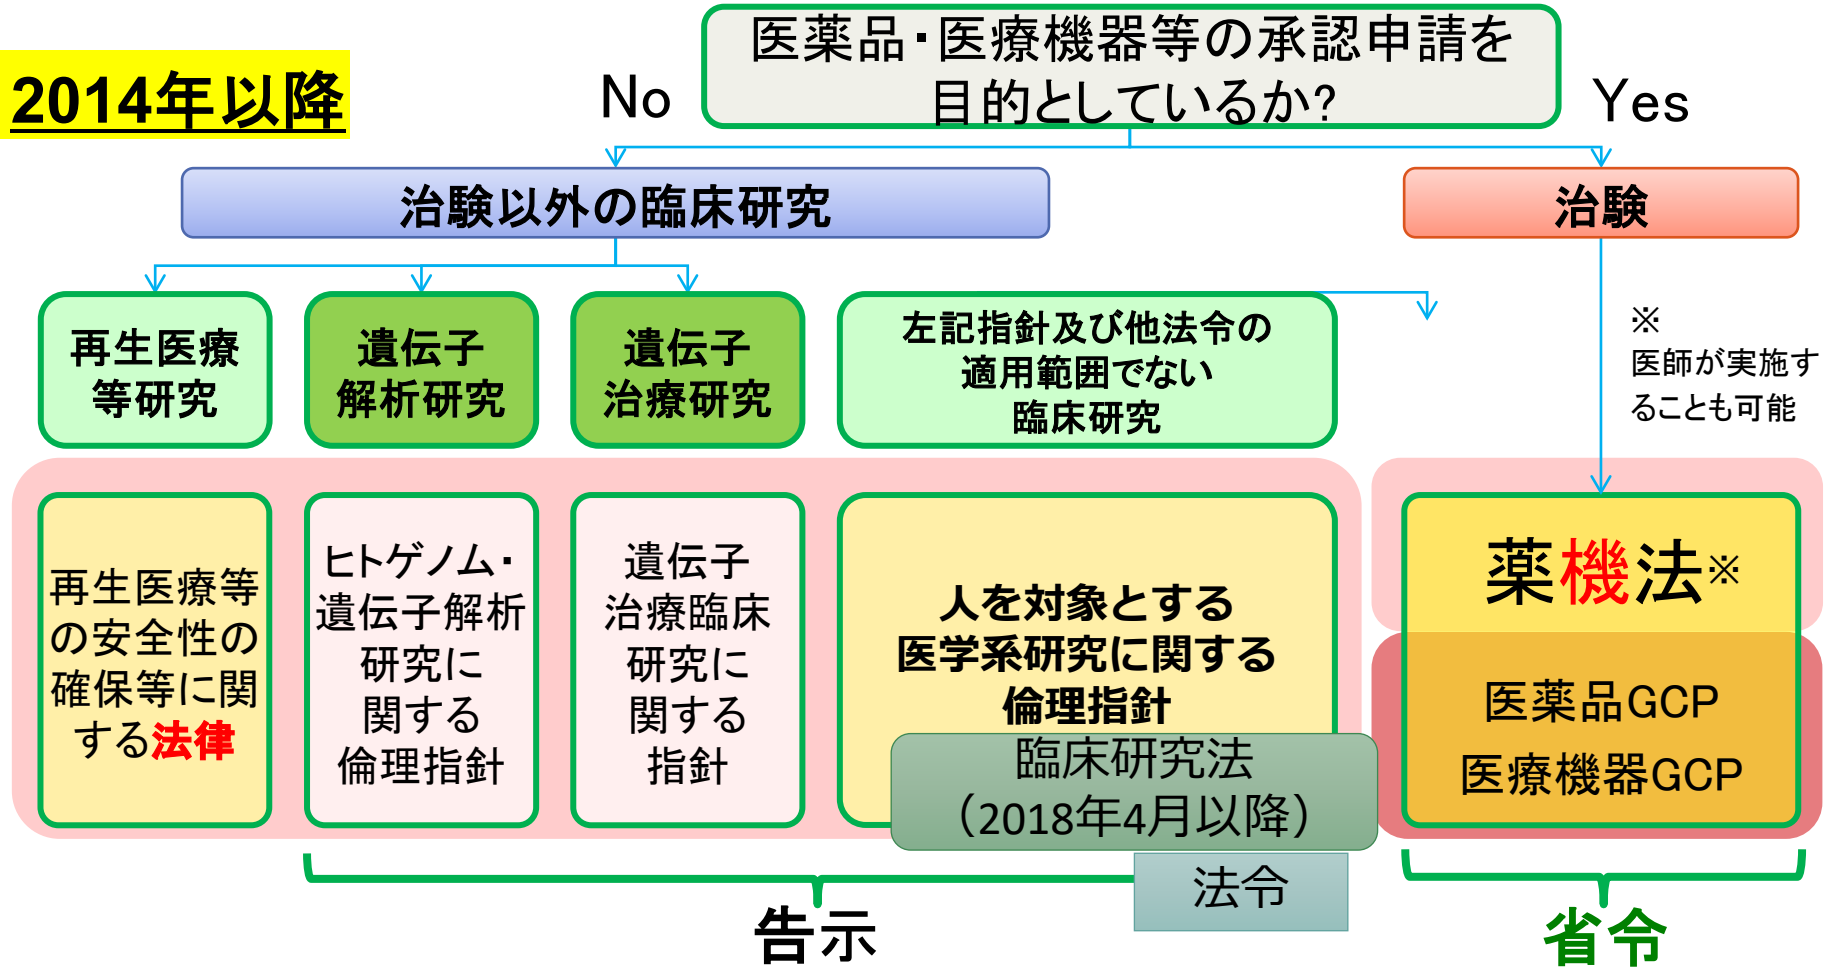 医薬品・医療機器等の承認申請を
目的としているか?
2014年以降
No
Yes
治験以外の臨床研究
治験
再生医療
等研究
遺伝子
解析研究
遺伝子
治療研究
左記指針及び他法令の
適用範囲でない
臨床研究
※
医師が実施す
ることも可能
再生医療等
の安全性の
確保等に関
する法律
ヒトゲノム・
遺伝子解析
研究に
関する
倫理指針
遺伝子
治療臨床
研究に
関する
指針
人を対象とする
医学系研究に関する
倫理指針
臨床研究法
（2018年4月以降）
薬機法※
医薬品GCP
医療機器GCP
法令
告示
省令